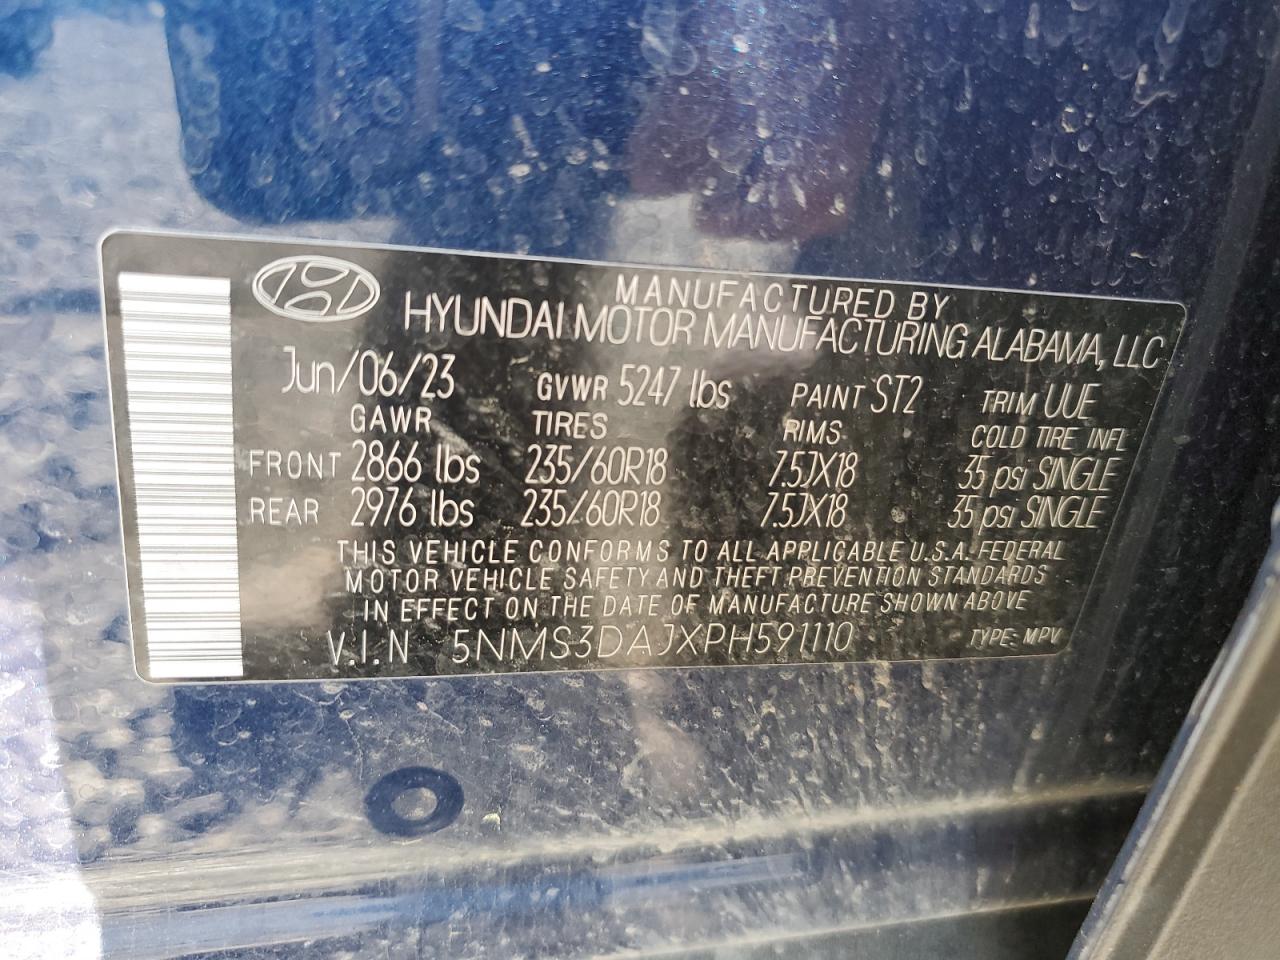 MANUFACTURED BY
HYUNDAI MOTOR MANUFACTURING ALABAMA, LLC
Jun/06/23 GVWR 5247 lbs PAINT ST2 TRIM UUE
GAWR TIRES RIMS COLD TIRE INFL
FRONT 2866 lbs 235/60R18 7.5JX18 35 psi SINGLE
REAR 2976 lbs 235/60R18 7.5JX18 35 psi SINGLE
THIS VEHICLE CONFORMS TO ALL APPLICABLE U.S.A. FEDERAL
MOTOR VEHICLE SAFETY AND THEFT PREVENTION STANDARDS
IN EFFECT ON THE DATE OF MANUFACTURE SHOWN ABOVE
V.I.N 5NMS3DAJXPH591110 TYPE: MPV